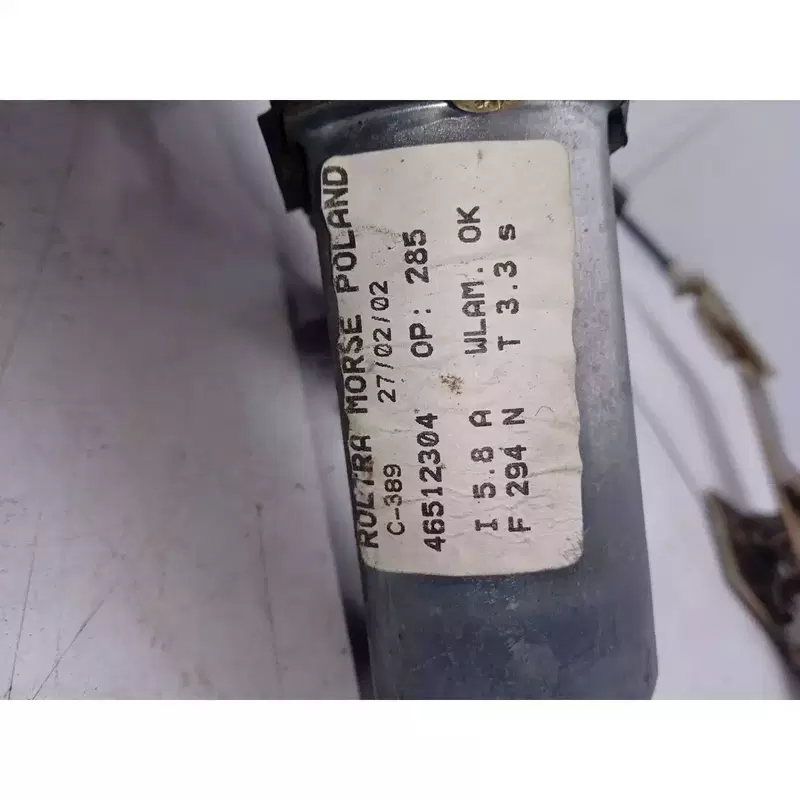 ROLTRA MORSE POLAND
C-389 27/02/02
46512304 OP: 285
I 5.8 A WLAM. OK
F 294 N T 3.3 s